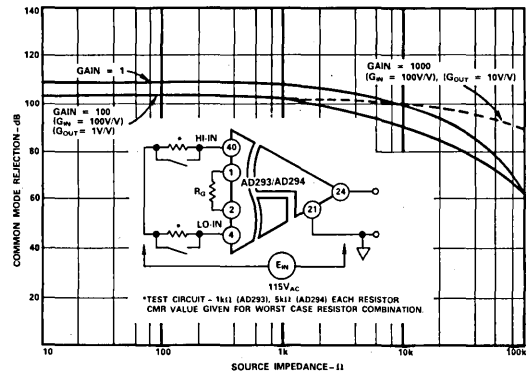 140
120
100
80
60
40
20
COMMON MODE REJECTION – dB
GAIN = 1
GAIN = 100
(GIN = 100V/V)
(GOUT = 1V/V)
GAIN = 1000
(GIN = 100V/V), (GOUT = 10V/V)
*
HI-IN
40
1
RG
2
LO-IN
4
*
AD293/AD294
24
21
EIN
115VAC
*TEST CIRCUIT – 1kΩ (AD293), 5kΩ (AD294) EACH RESISTOR
CMR VALUE GIVEN FOR WORST CASE RESISTOR COMBINATION.
10
100
1k
10k
100k
SOURCE IMPEDANCE – Ω